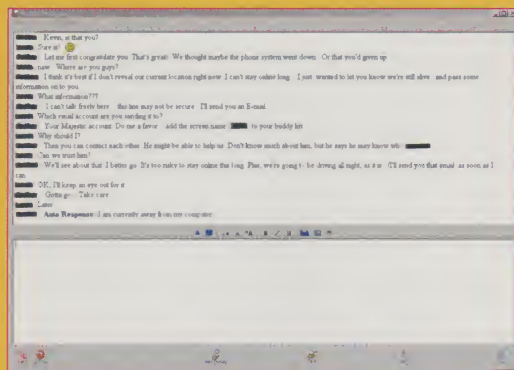 Kevin, is that you?
Sure is!
Let me first congratulate you. That's great. We thought maybe the phone system went down. Or that you'd given up.
naw. Where are you guys?
I think it's best if I don't reveal our current location right now. I can't stay online long. I just wanted to let you know we're still alive and pass some
information on to you.
What information???
I can't talk freely here this line may not be secure. I'll send you an E-mail
Which email account are you sending it to?
Your Majestic account. Do me a favor add the screen name to your buddy list
Why should I?
Then you can contact each other. He might be able to help us. Don't know much about him, but he says he may know who
Can we trust him?
We'll see about that. I better go. It's too risky to stay online this long. Plus, we're going to be driving all night, as it is. I'll send you that email as soon as I
can.
OK, I'll keep an eye out for it
Gotta go... Take care
Later
Auto Response: I am currently away from my computer